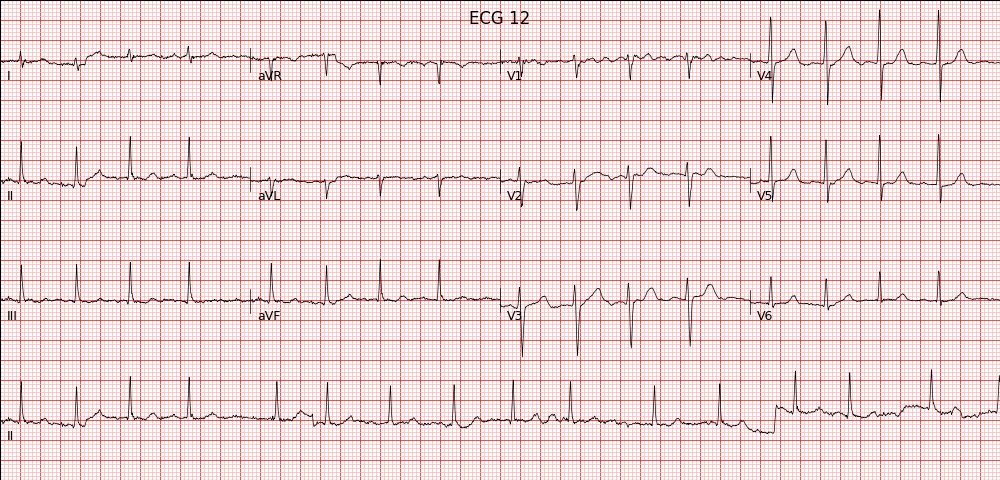 ECG 12
I aVR V1 V4
II aVL V2 V5
III aVF V3 V6
II